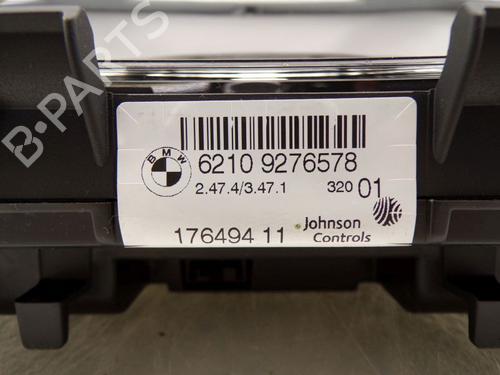 B-PARTS
BMW
6210 9276578
2.47.4/3.47.1
320 01
176494 11
Johnson
Controls